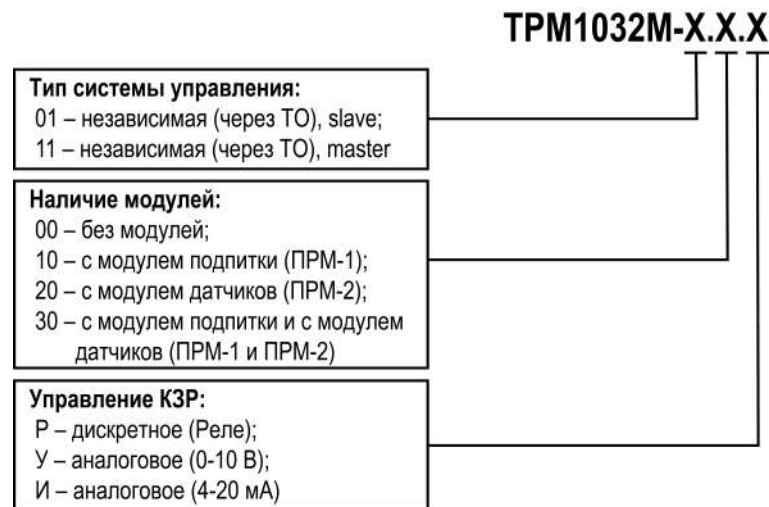 ТРМ1032М-Х.Х.Х
Тип системы управления:
01 – независимая (через ТО), slave;
11 – независимая (через ТО), master
Наличие модулей:
00 – без модулей;
10 – с модулем подпитки (ПРМ-1);
20 – с модулем датчиков (ПРМ-2);
30 – с модулем подпитки и с модулем
датчиков (ПРМ-1 и ПРМ-2)
Управление КЗР:
Р – дискретное (Реле);
У – аналоговое (0-10 В);
И – аналоговое (4-20 мА)